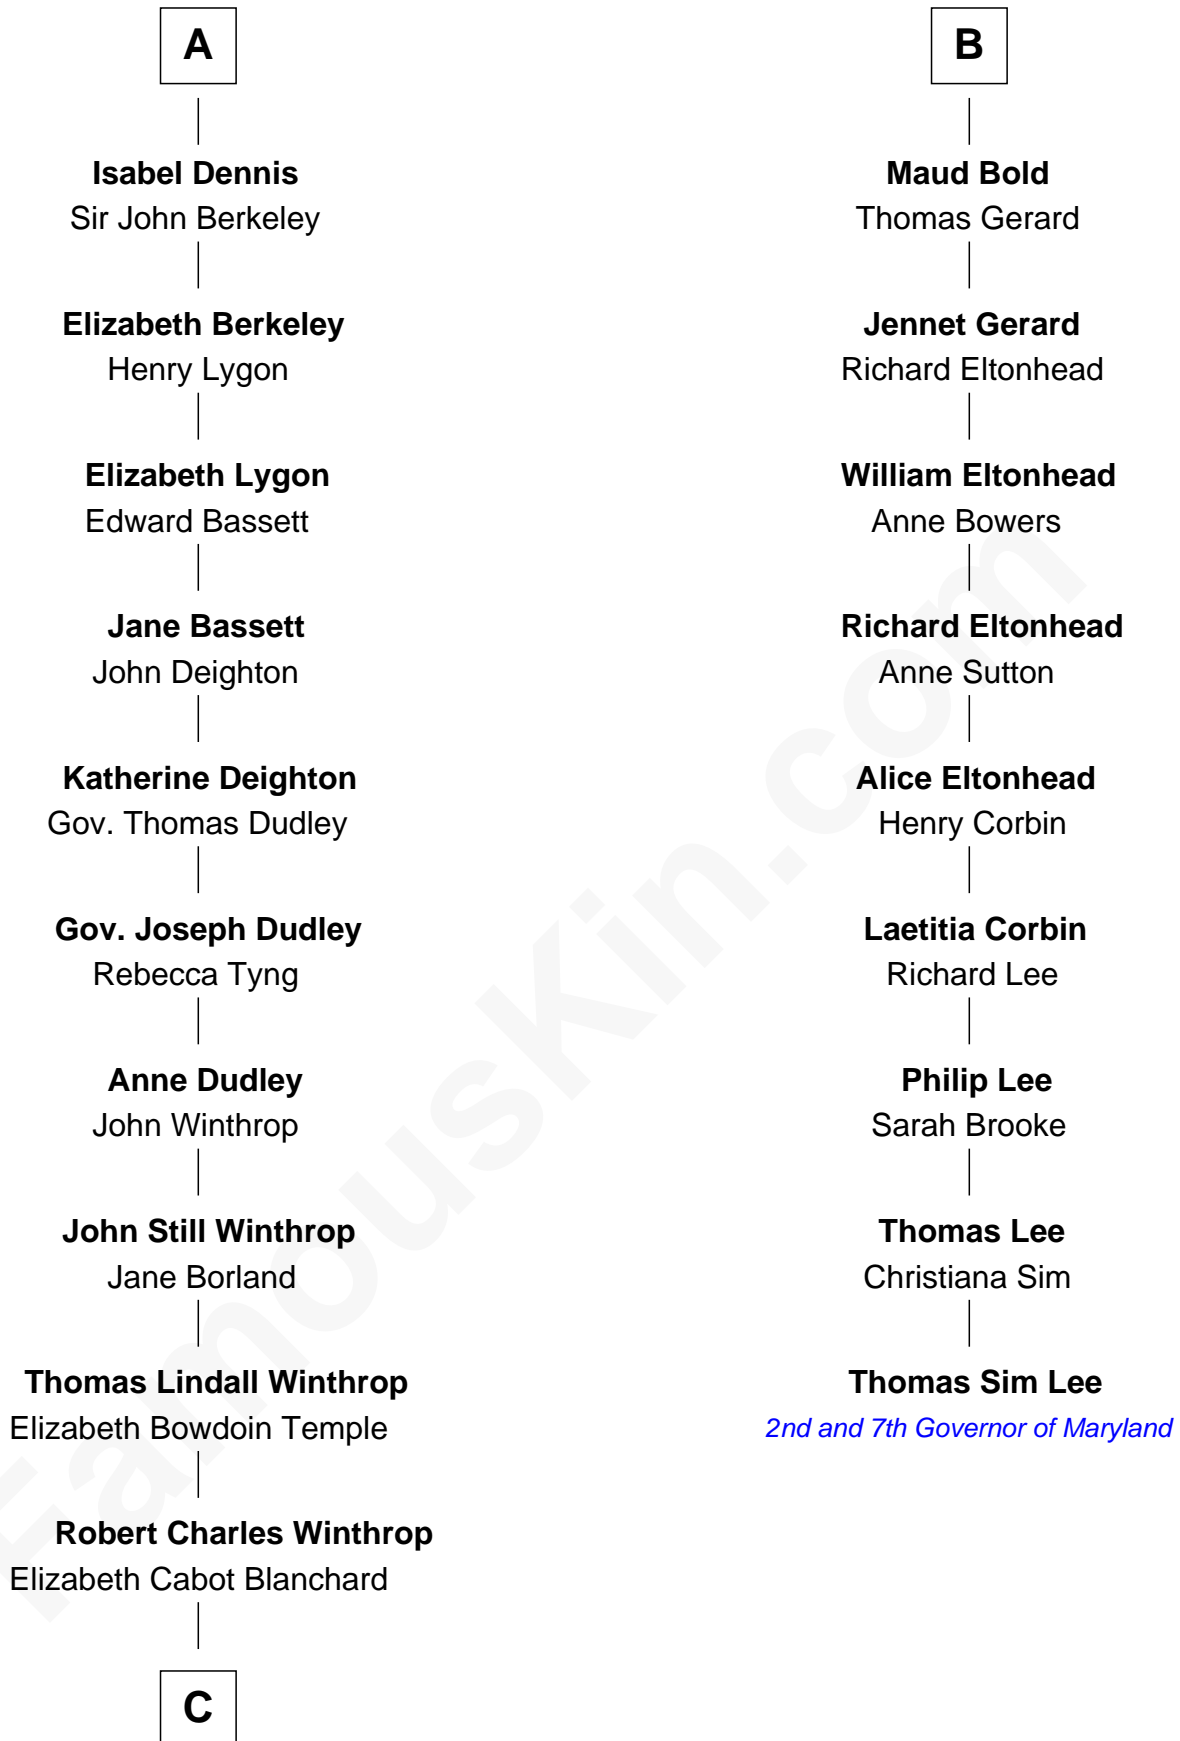 A
Isabel Dennis
Sir John Berkeley
Elizabeth Berkeley
Henry Lygon
Elizabeth Lygon
Edward Bassett
Jane Bassett
John Deighton
Katherine Deighton
Gov. Thomas Dudley
Gov. Joseph Dudley
Rebecca Tyng
Anne Dudley
John Winthrop
John Still Winthrop
Jane Borland
Thomas Lindall Winthrop
Elizabeth Bowdoin Temple
Robert Charles Winthrop
Elizabeth Cabot Blanchard
C
B
Maud Bold
Thomas Gerard
Jennet Gerard
Richard Eltonhead
William Eltonhead
Anne Bowers
Richard Eltonhead
Anne Sutton
Alice Eltonhead
Henry Corbin
Laetitia Corbin
Richard Lee
Philip Lee
Sarah Brooke
Thomas Lee
Christiana Sim
Thomas Sim Lee
2nd and 7th Governor of Maryland
FamousKin.com